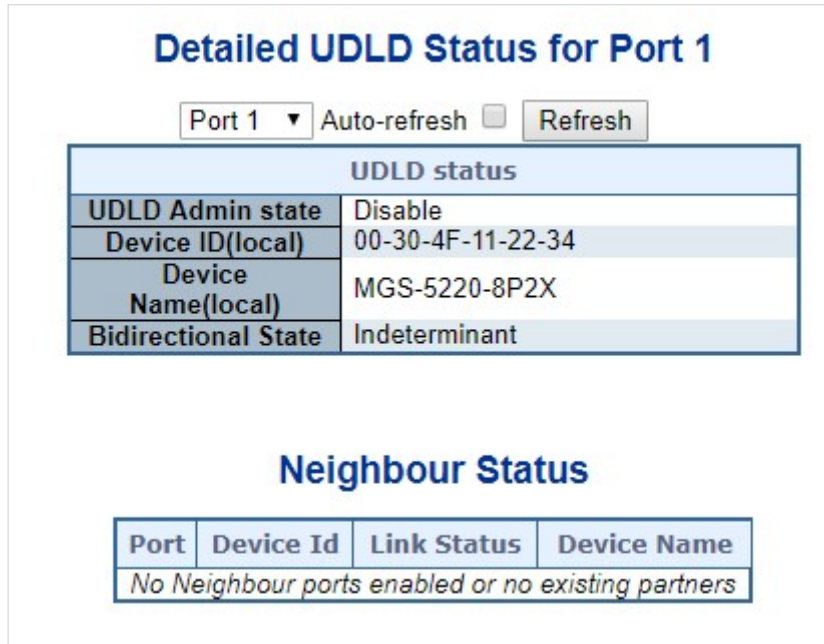 Detailed UDLD Status for Port 1
Port 1 Auto-refresh Refresh
UDLD status
UDLD Admin state Disable
Device ID(local) 00-30-4F-11-22-34
Device
Name(local) MGS-5220-8P2X
Bidirectional State Indeterminant
Neighbour Status
Port Device Id Link Status Device Name
No Neighbour ports enabled or no existing partners